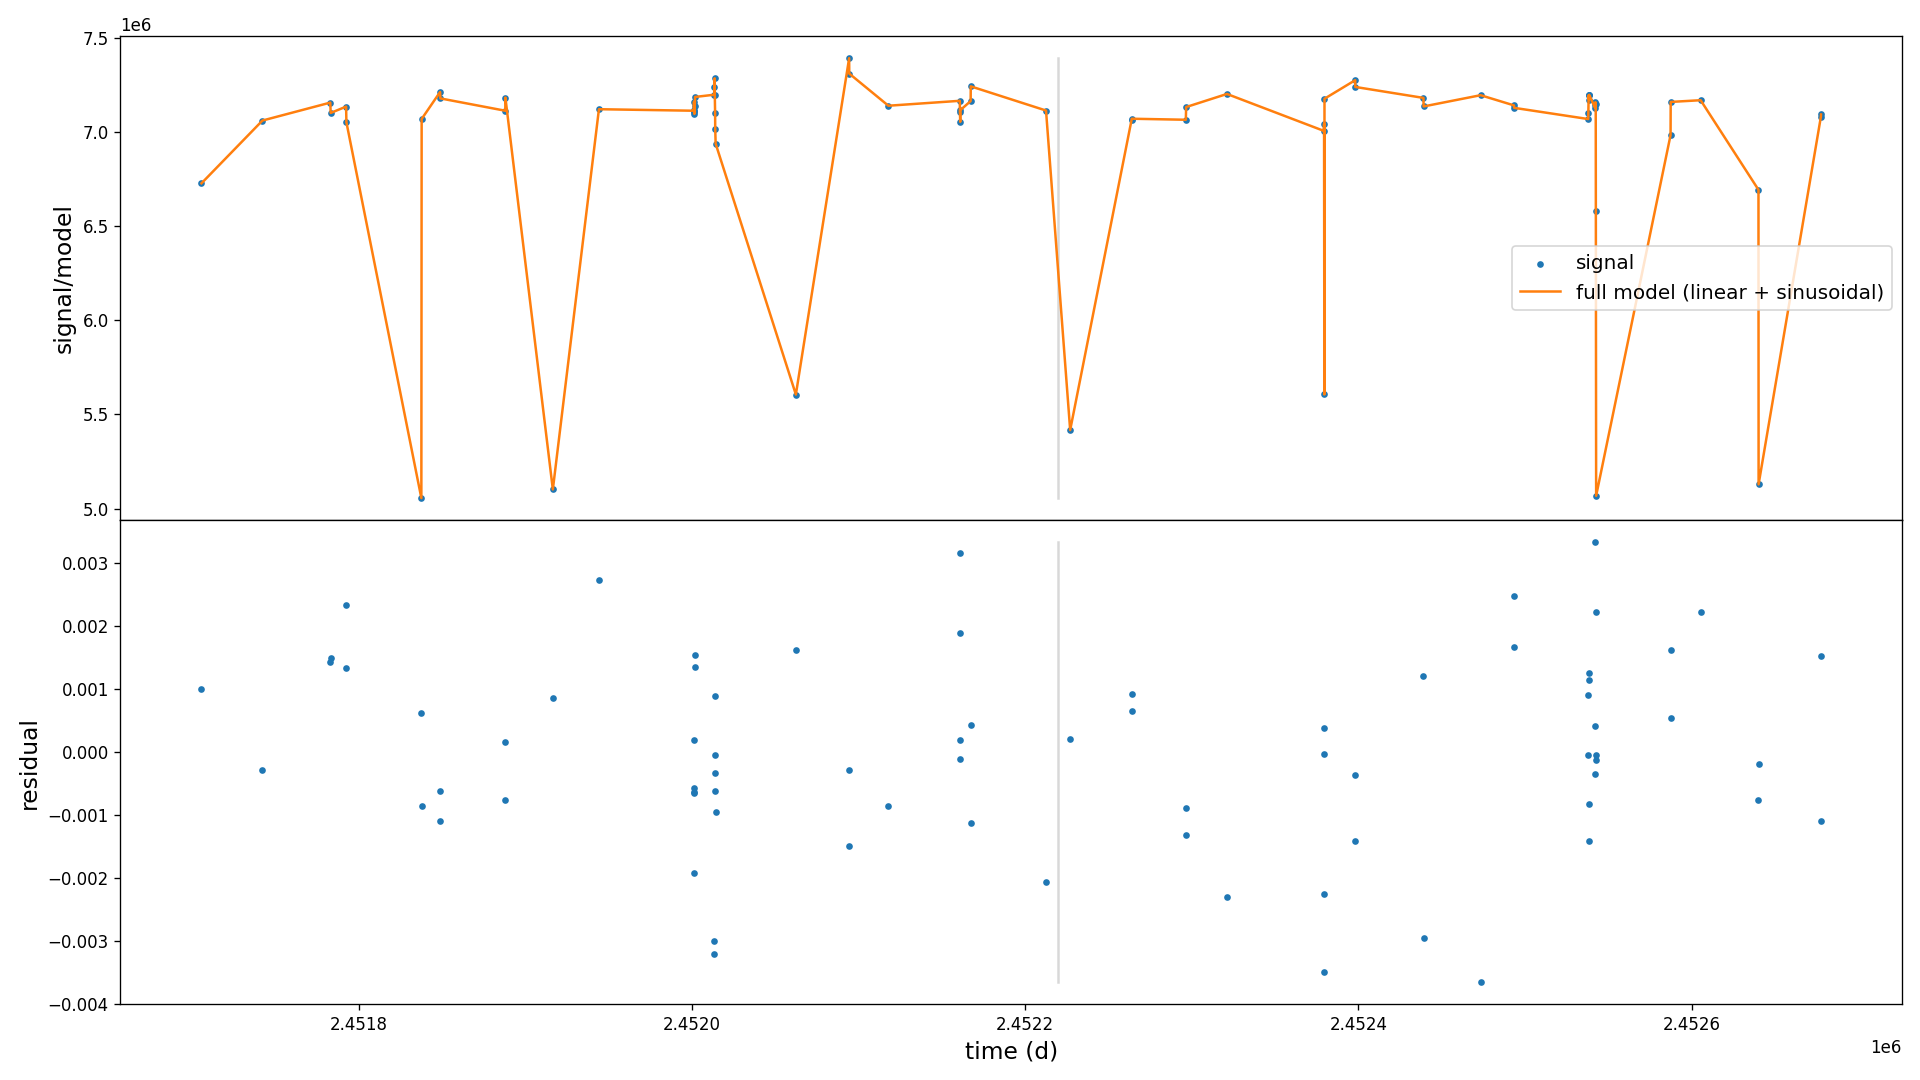 1e6
7.5
7.0
6.5
6.0
5.5
5.0
signal/model
signal
full model (linear + sinusoidal)
0.003
0.002
0.001
0.000
−0.001
−0.002
−0.003
−0.004
residual
2.4518
2.4520
2.4522
2.4524
2.4526
time (d)
1e6